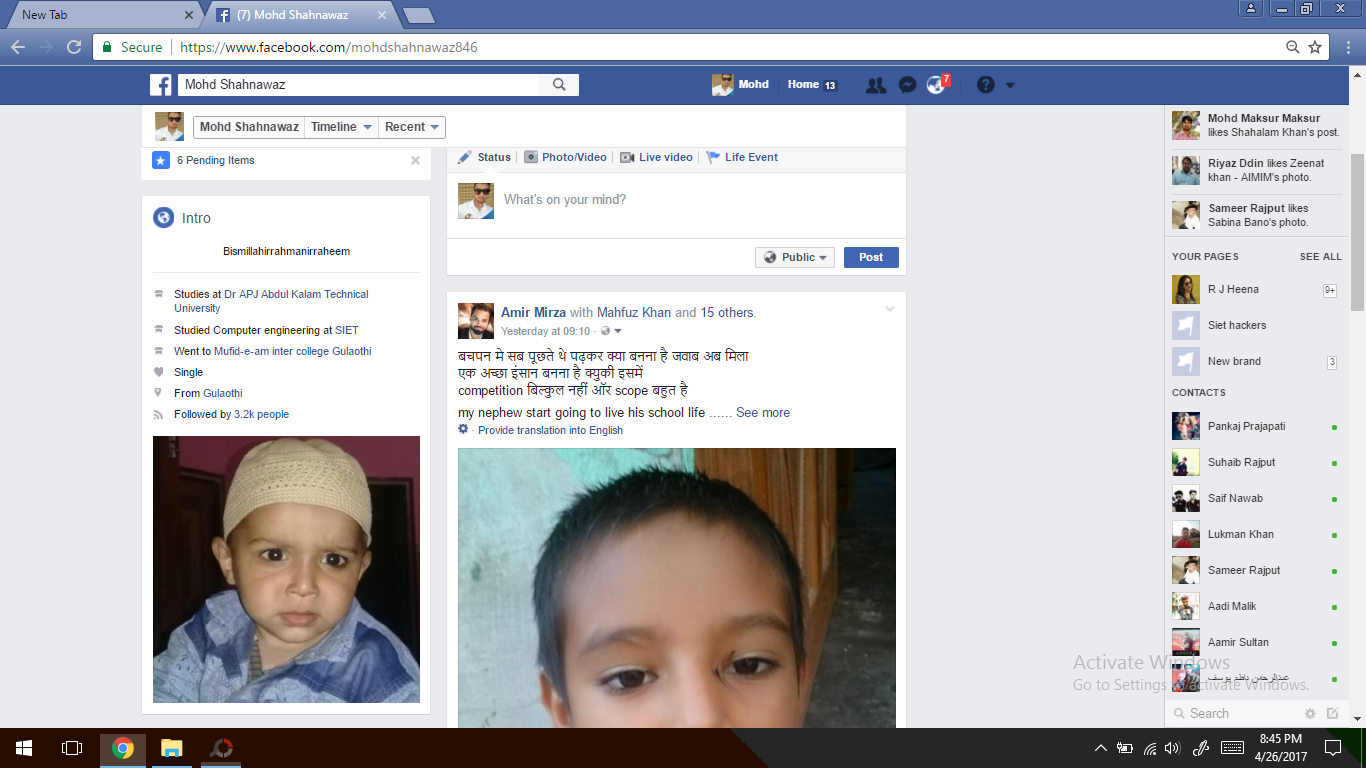 New Tab
(7) Mohd Shahnawaz
Secure
https://www.facebook.com/mohdshahnawaz846
Mohd Shahnawaz
Mohd
Home 13
7
Mohd Shahnawaz
Timeline
Recent
6 Pending Items
Intro
Bismillahirrahmanirraheem
Studies at Dr APJ Abdul Kalam Technical
University
Studied Computer engineering at SIET
Went to Mufid-e-am inter college Gulaothi
Single
From Gulaothi
Followed by 3.2k people
Status
Photo/Video
Live video
Life Event
What's on your mind?
Public
Post
Amir Mirza with Mahfuz Khan and 15 others.
Yesterday at 09:10 ·
बचपन मे सब पूछते थे पढ़कर क्या बनना है जवाब अब मिला
एक अच्छा इंसान बनना है क्युकी इसमें
competition बिल्कुल नहीं ऑर scope बहुत है
my nephew start going to live his school life ...... See more
· Provide translation into English
Mohd Maksur Maksur
likes Shahalam Khan's post.
Riyaz Ddin likes Zeenat
khan - AIMIM's photo.
Sameer Rajput likes
Sabina Bano's photo.
YOUR PAGES
SEE ALL
R J Heena
9+
Siet hackers
New brand
3
CONTACTS
Pankaj Prajapati
Suhaib Rajput
Saif Nawab
Lukman Khan
Sameer Rajput
Aadi Malik
Aamir Sultan
Activate Windows
Go to Settings to activate Windows.
Search
8:45 PM
4/26/2017